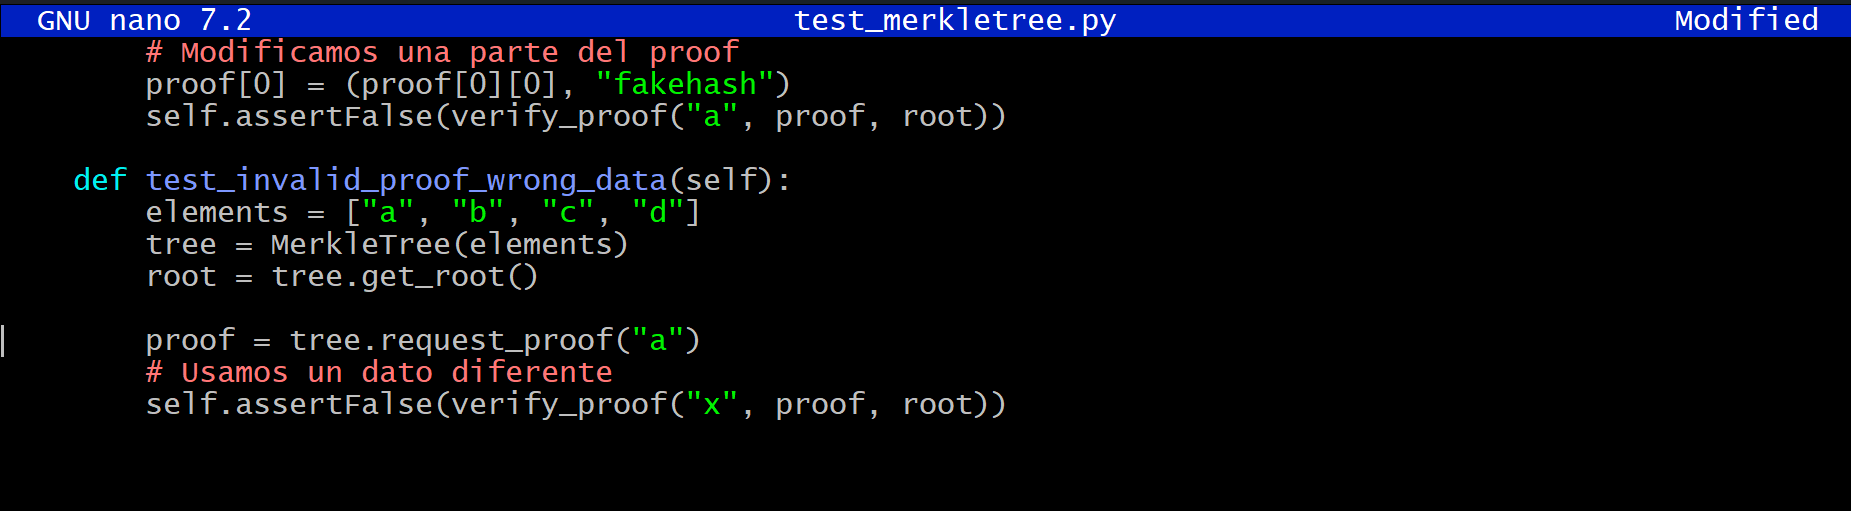 GNU nano 7.2 test_merkletree.py Modified
# Modificamos una parte del proof
proof[0] = (proof[0][0], "fakehash")
self.assertFalse(verify_proof("a", proof, root))
def test_invalid_proof_wrong_data(self):
elements = ["a", "b", "c", "d"]
tree = MerkleTree(elements)
root = tree.get_root()
proof = tree.request_proof("a")
# Usamos un dato diferente
self.assertFalse(verify_proof("x", proof, root))